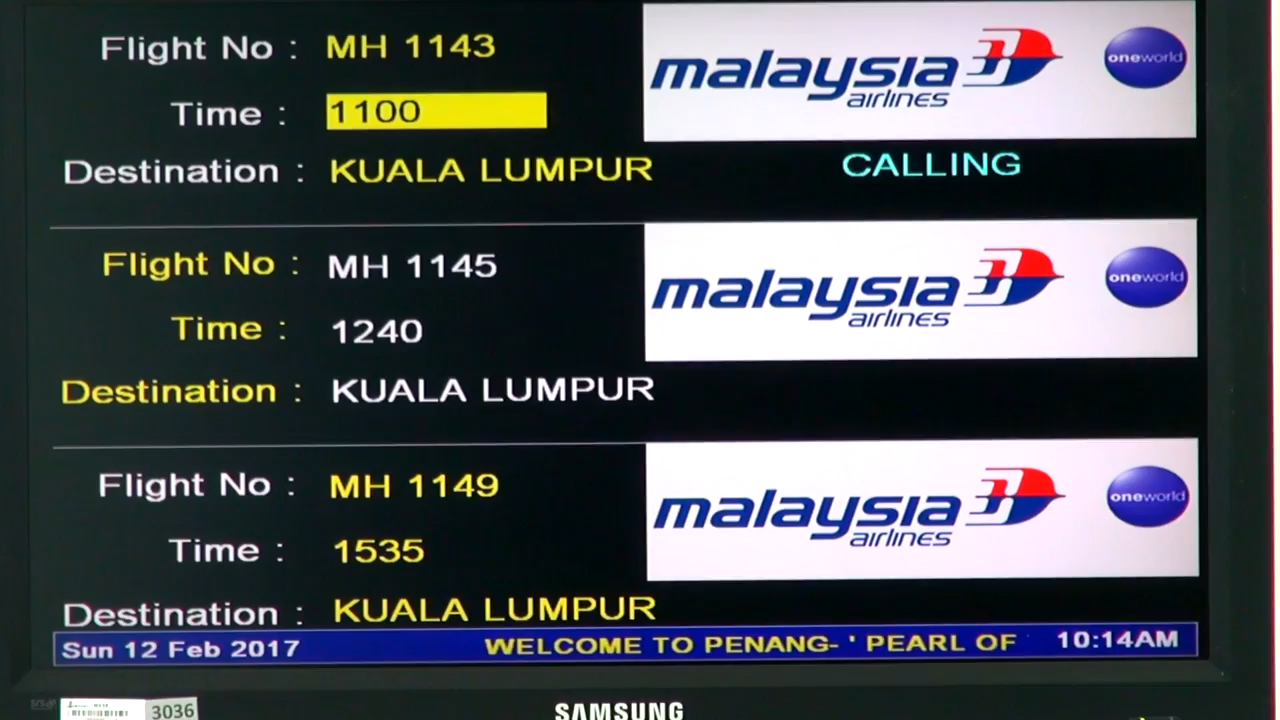 Flight No : MH 1143
malaysia
airlines
oneworld
Time : 1100
Destination : KUALA LUMPUR
CALLING
Flight No : MH 1145
malaysia
airlines
oneworld
Time : 1240
Destination : KUALA LUMPUR
Flight No : MH 1149
malaysia
airlines
oneworld
Time : 1535
Destination : KUALA LUMPUR
Sun 12 Feb 2017 WELCOME TO PENANG- ' PEARL OF 10:14AM
3036
SAMSUNG